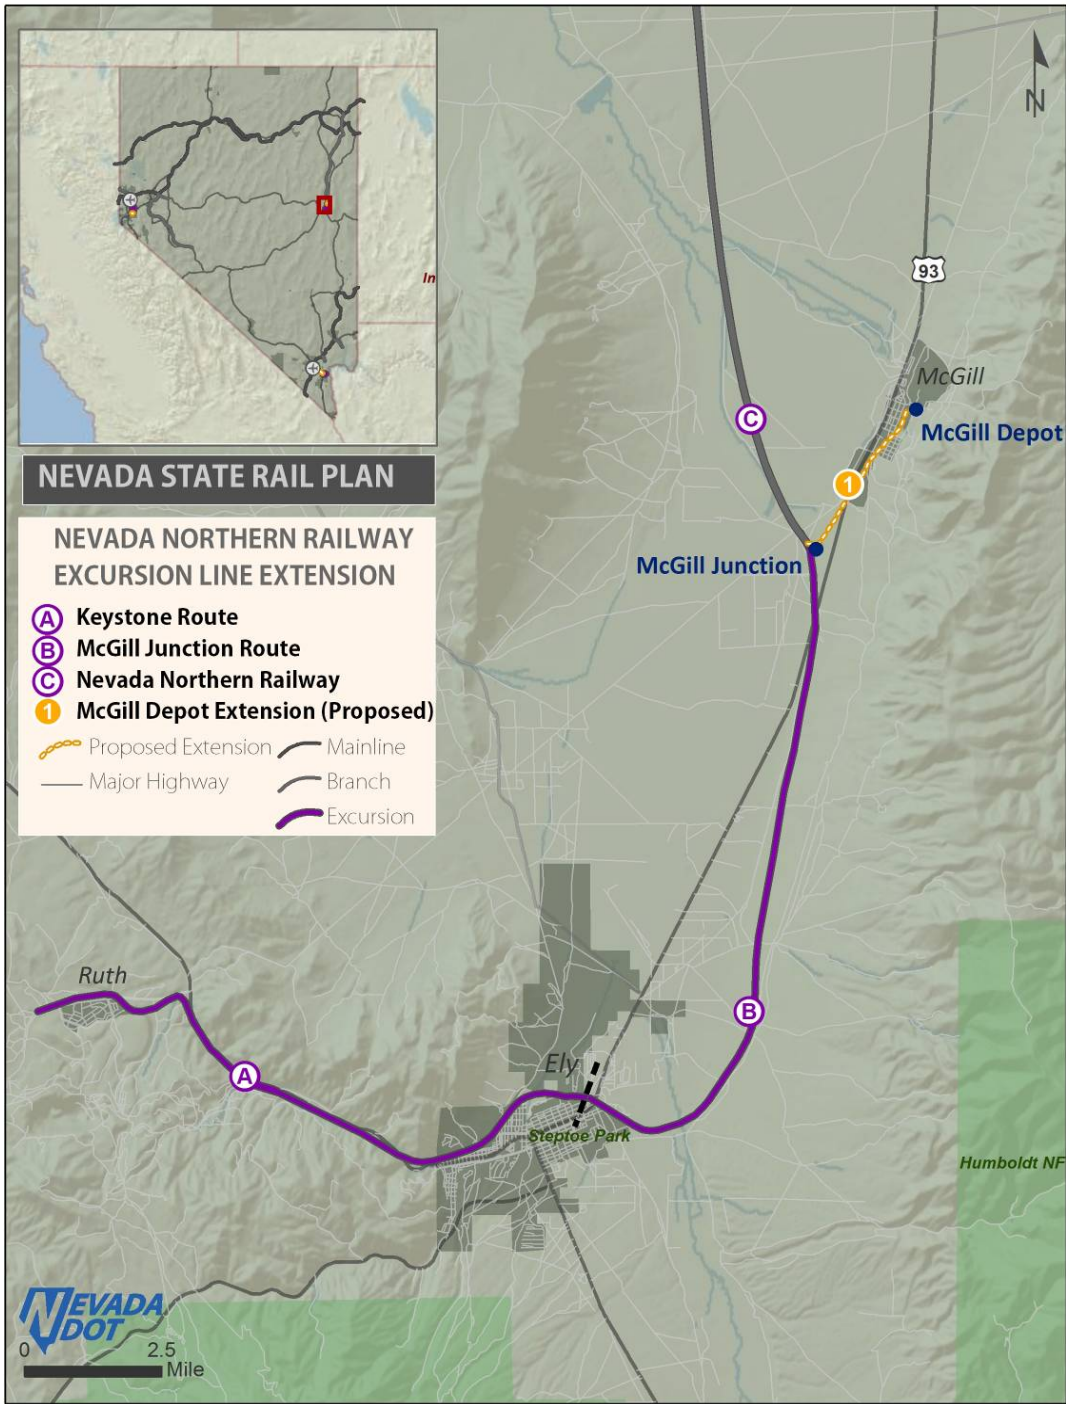 N
In
93
McGill
McGill Depot
C
1
McGill Junction
NEVADA STATE RAIL PLAN
NEVADA NORTHERN RAILWAY
EXCURSION LINE EXTENSION
A Keystone Route
B McGill Junction Route
C Nevada Northern Railway
1 McGill Depot Extension (Proposed)
Proposed Extension Mainline
Major Highway Branch
Excursion
Ruth
B
Ely
A
Steptoe Park
Humboldt NF
NEVADA
DOT
0 2.5
Mile